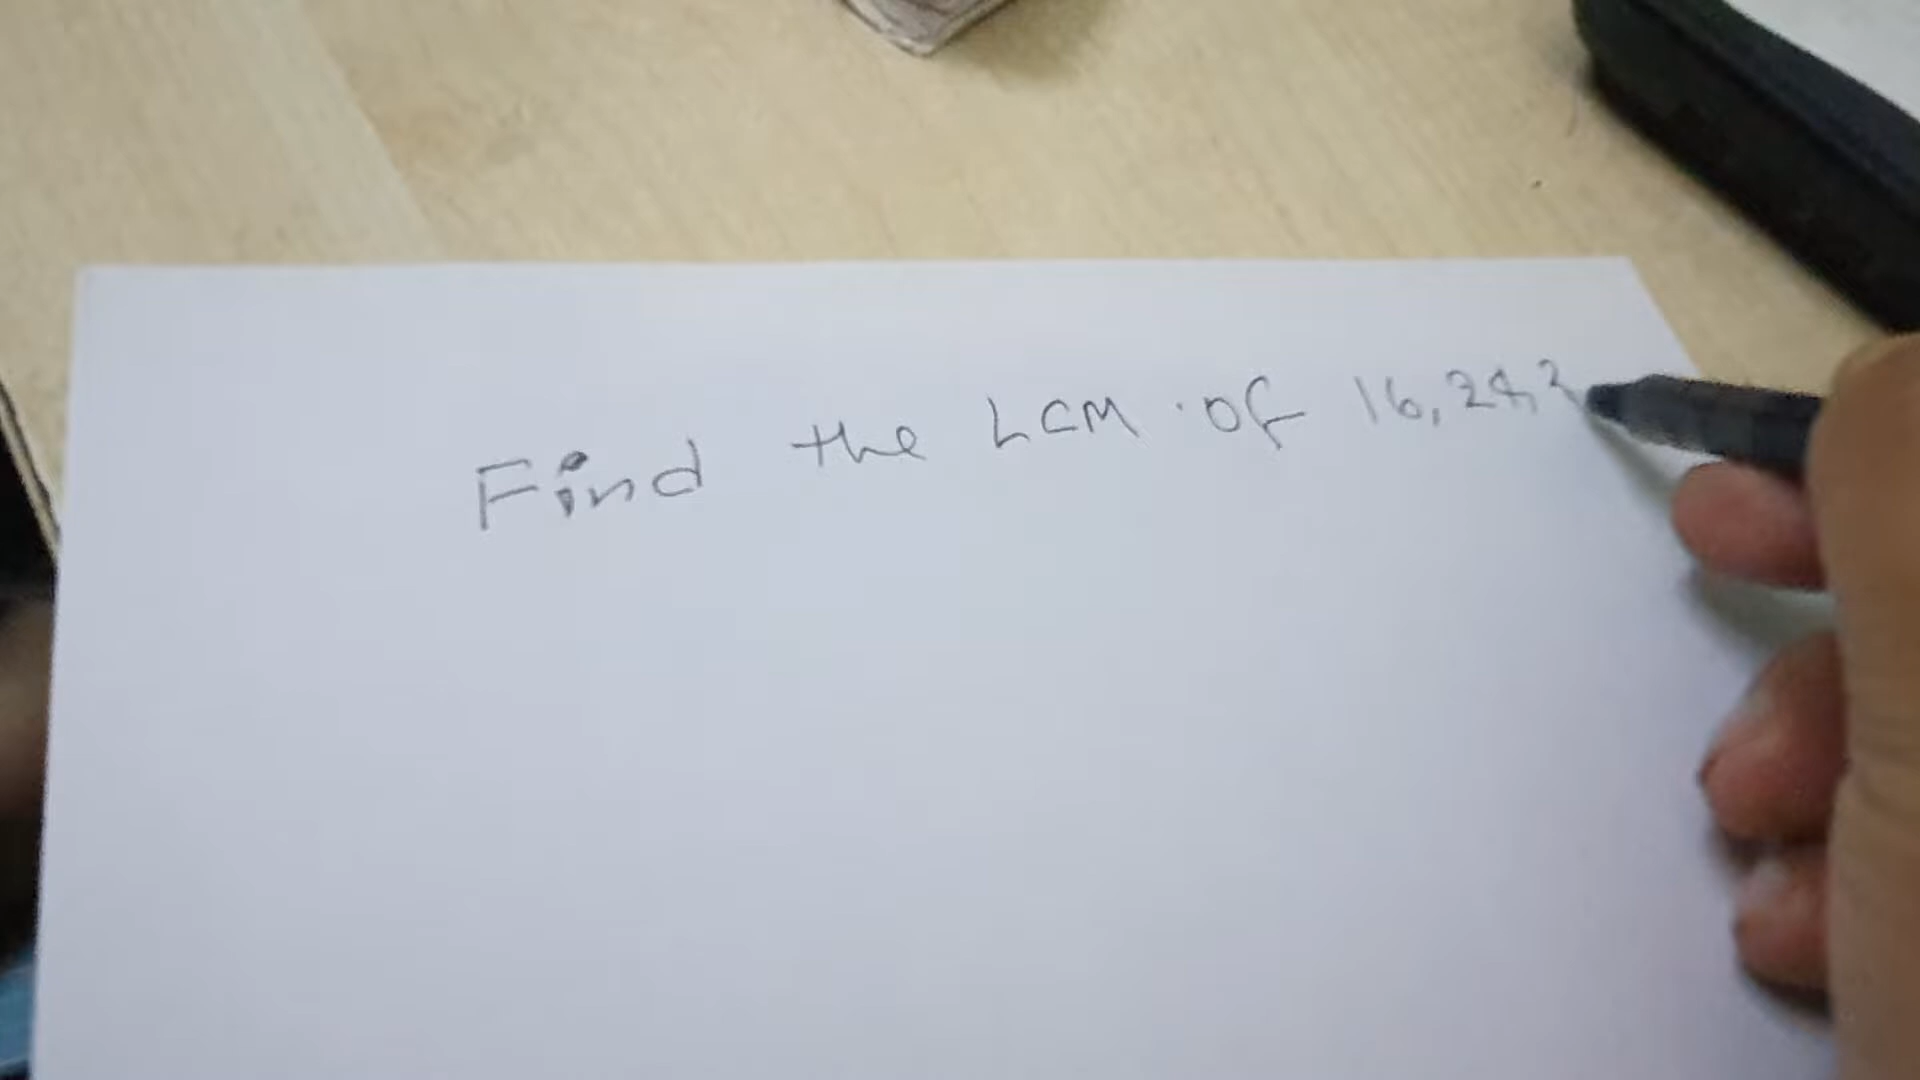 Find the LCM of 16, 24,